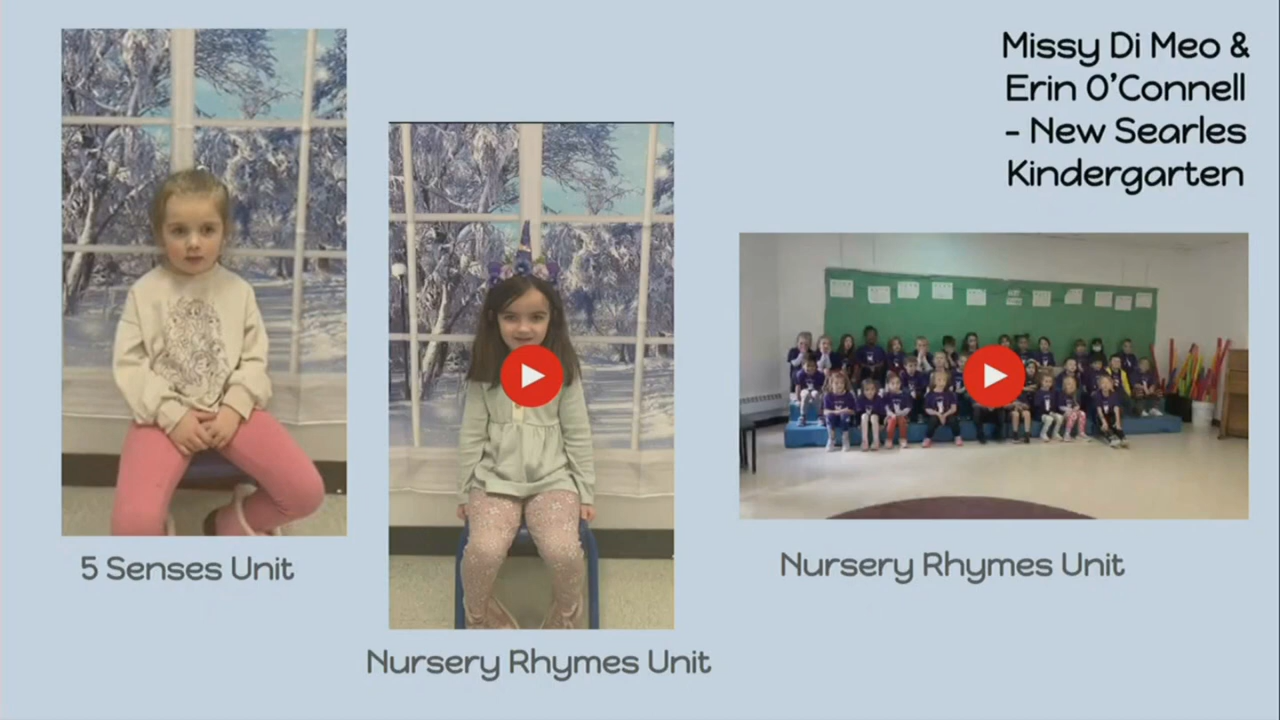 Missy Di Meo &
Erin O'Connell
- New Searles
Kindergarten
5 Senses Unit
Nursery Rhymes Unit
Nursery Rhymes Unit